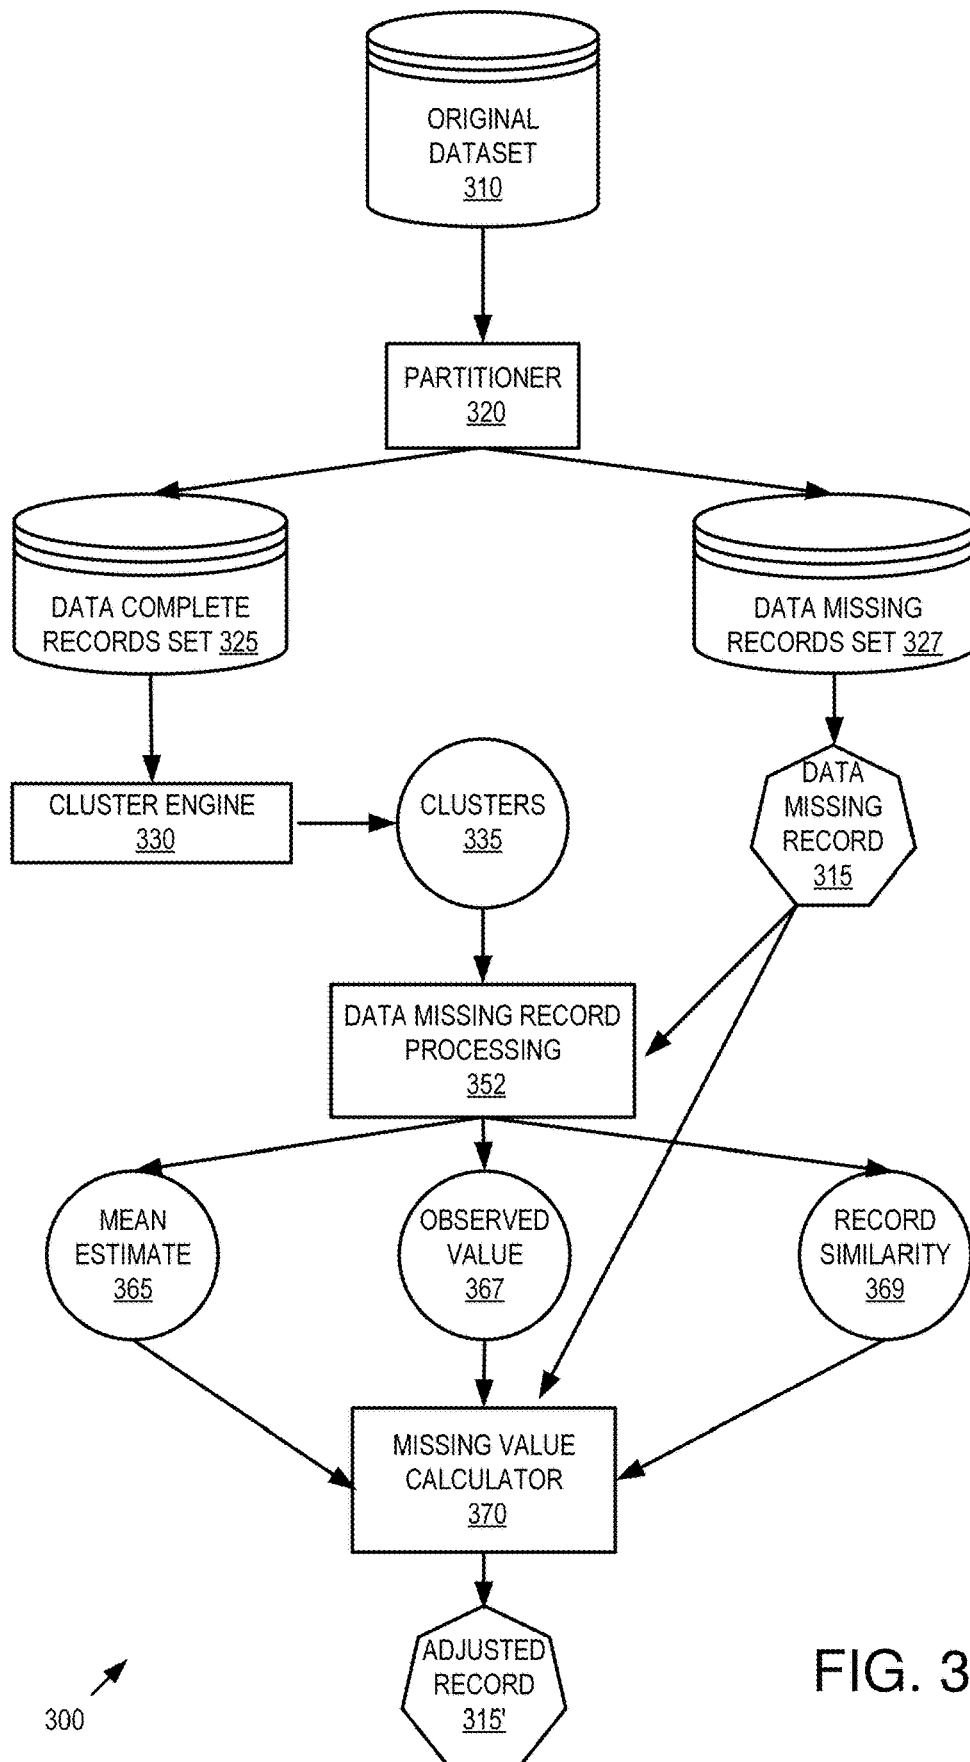 ORIGINAL
DATASET
310
PARTITIONER
320
DATA COMPLETE
RECORDS SET 325
DATA MISSING
RECORDS SET 327
CLUSTER ENGINE
330
CLUSTERS
335
DATA
MISSING
RECORD
315
DATA MISSING RECORD
PROCESSING
352
MEAN
ESTIMATE
365
OBSERVED
VALUE
367
RECORD
SIMILARITY
369
MISSING VALUE
CALCULATOR
370
ADJUSTED
RECORD
315'
300
FIG. 3